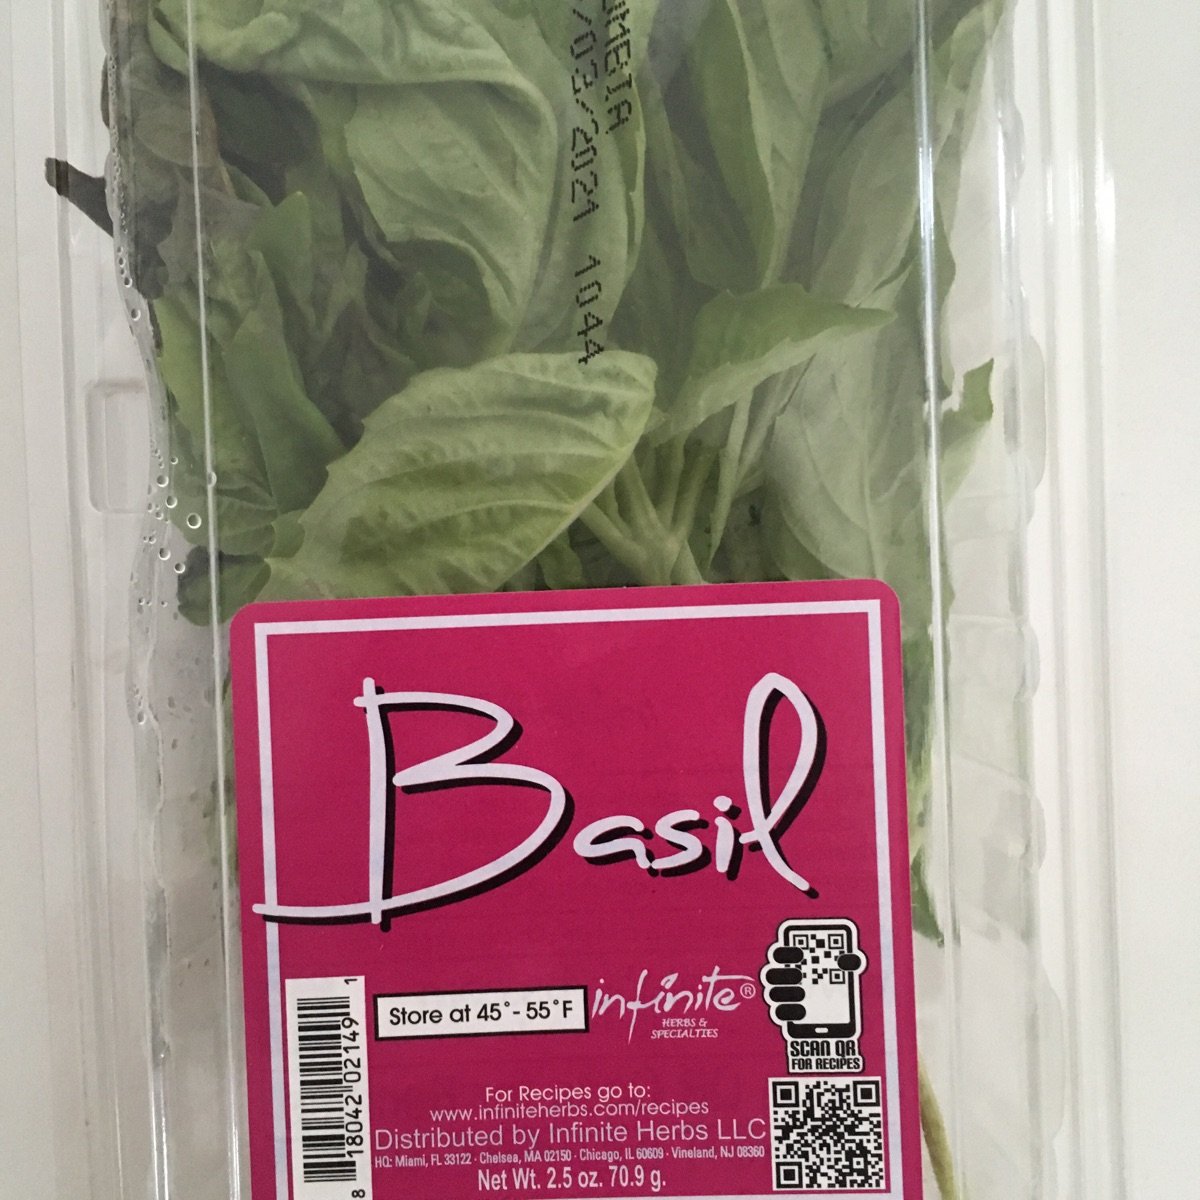 /03/2021 1044
Basil
Store at 45°- 55°F
infinite®
HERBS &
SPECIALTIES
SCAN QR
FOR RECIPES
For Recipes go to:
www.infiniteherbs.com/recipes
Distributed by Infinite Herbs LLC
HQ: Miami, FL 33122 · Chelsea, MA 02150 · Chicago, IL 60609 · Vineland, NJ 08360
Net Wt. 2.5 oz. 70.9 g.
8 18042 02149 1